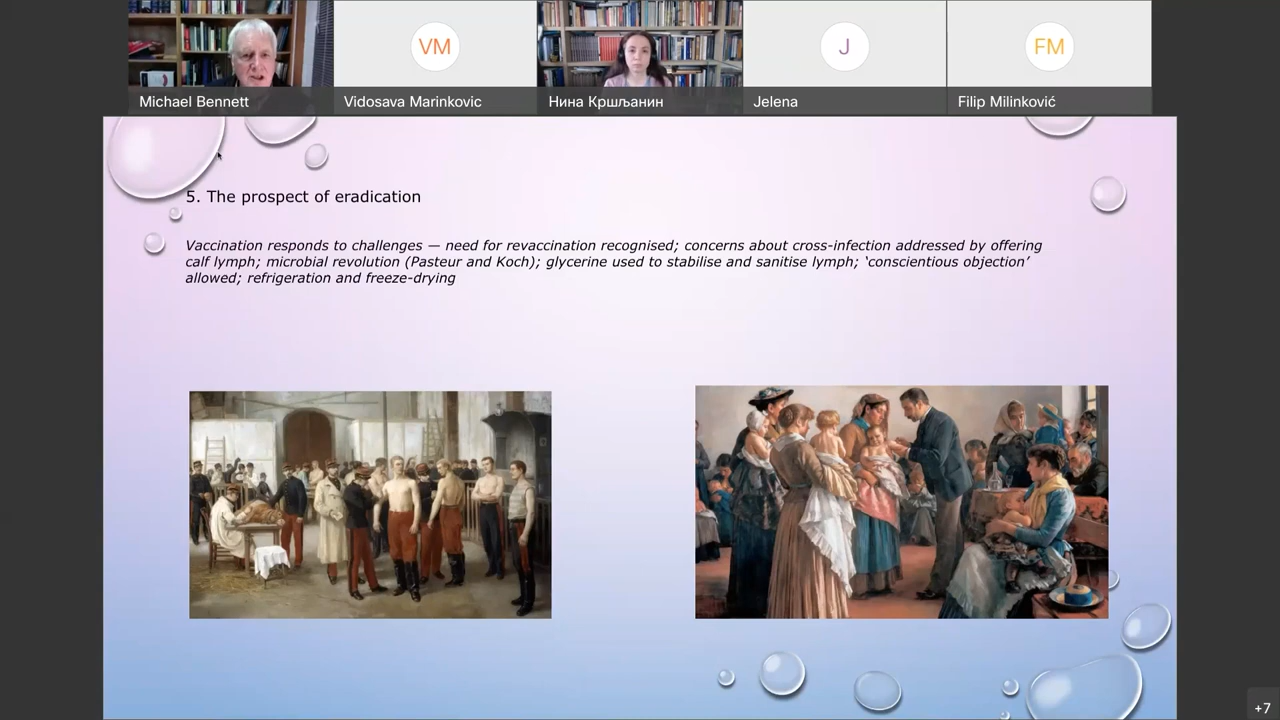 Michael Bennett
VM
Vidosava Marinkovic
Нина Кршљанин
J
Jelena
FM
Filip Milinković
5. The prospect of eradication
Vaccination responds to challenges — need for revaccination recognised; concerns about cross-infection addressed by offering
calf lymph; microbial revolution (Pasteur and Koch); glycerine used to stabilise and sanitise lymph; ‘conscientious objection’
allowed; refrigeration and freeze-drying
+7